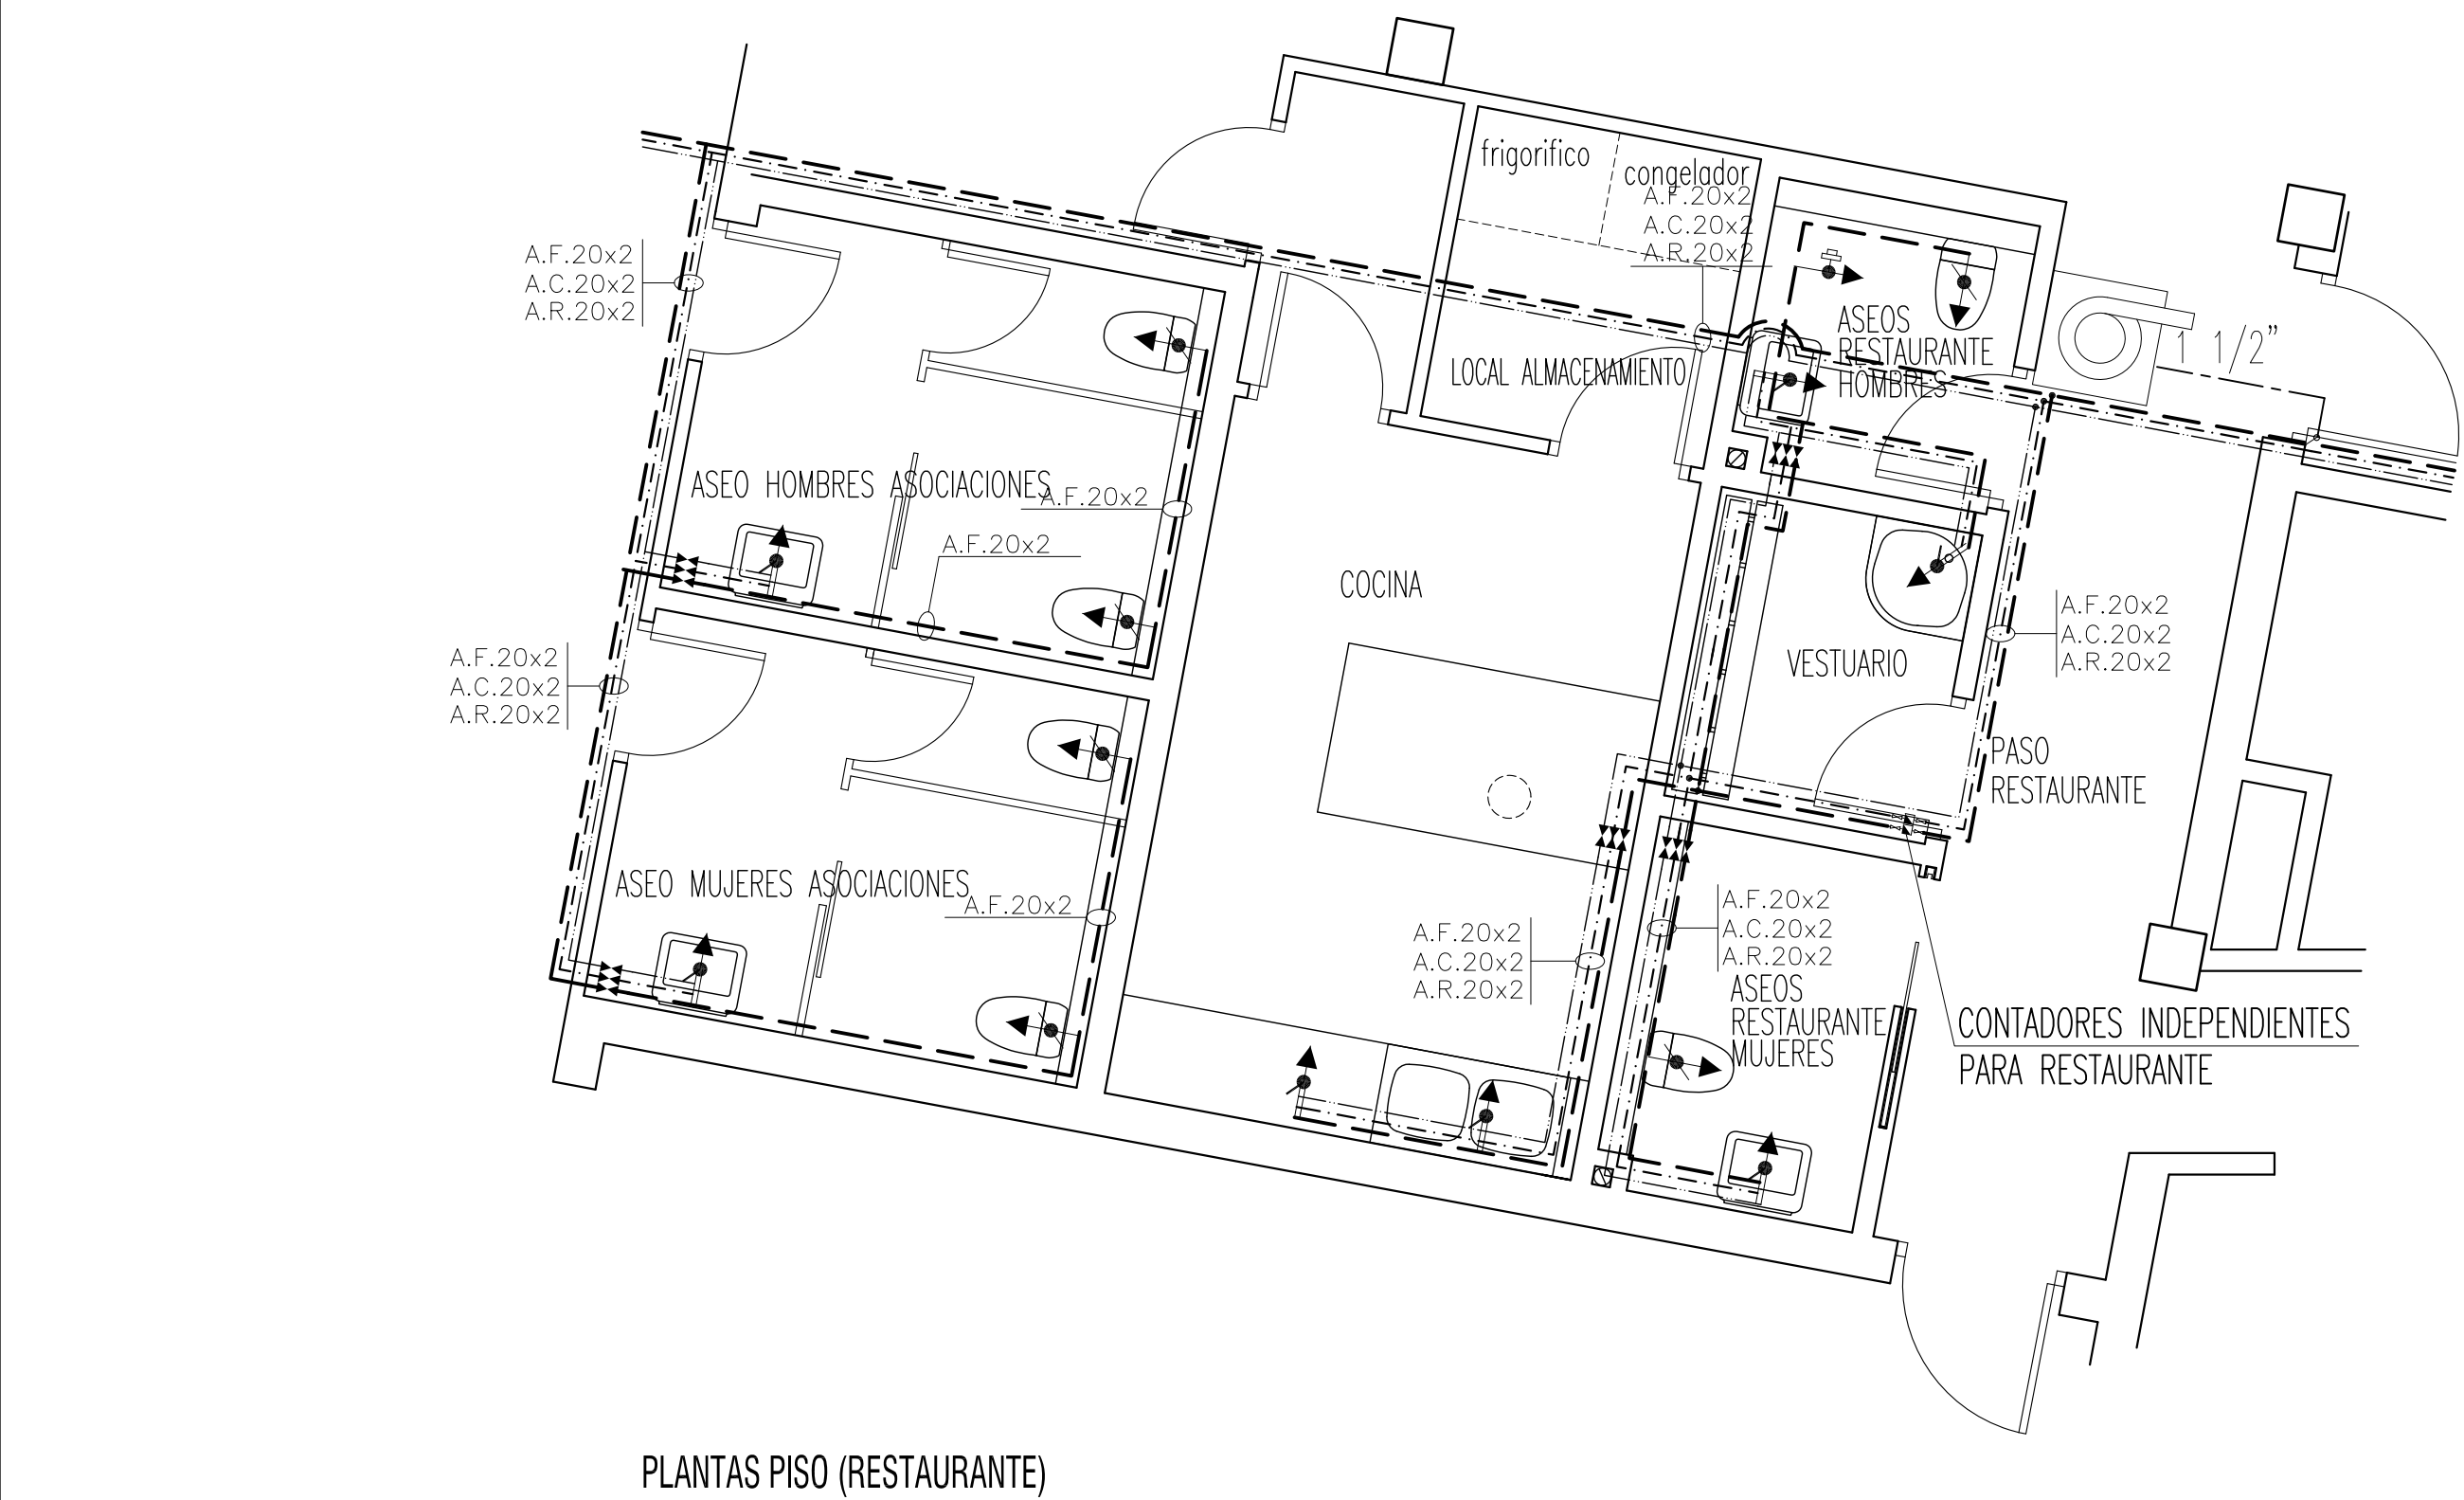 frigorifico
congelador
A.F.20x2
A.C.20x2
A.R.20x2
A.F.20x2
A.C.20x2
A.R.20x2
ASEOS
RESTAURANTE
HOMBRES
1 1/2"
LOCAL ALMACENAMIENTO
ASEO HOMBRES ASOCIACIONES
A.F.20x2
A.F.20x2
COCINA
A.F.20x2
A.C.20x2
A.R.20x2
VESTUARIO
A.F.20x2
A.C.20x2
A.R.20x2
PASO
RESTAURANTE
ASEO MUJERES ASOCIACIONES
A.F.20x2
A.F.20x2
A.C.20x2
A.R.20x2
A.F.20x2
A.C.20x2
A.R.20x2
ASEOS
RESTAURANTE
MUJERES
CONTADORES INDEPENDIENTES
PARA RESTAURANTE
PLANTAS PISO (RESTAURANTE)